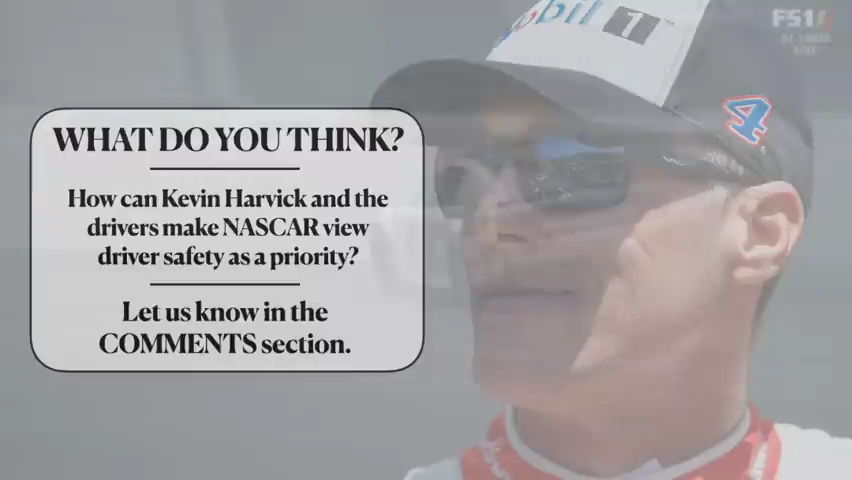 WHAT DO YOU THINK?
How can Kevin Harvick and the
drivers make NASCAR view
driver safety as a priority?
Let us know in the
COMMENTS section.
Mobil 1
4
FS1